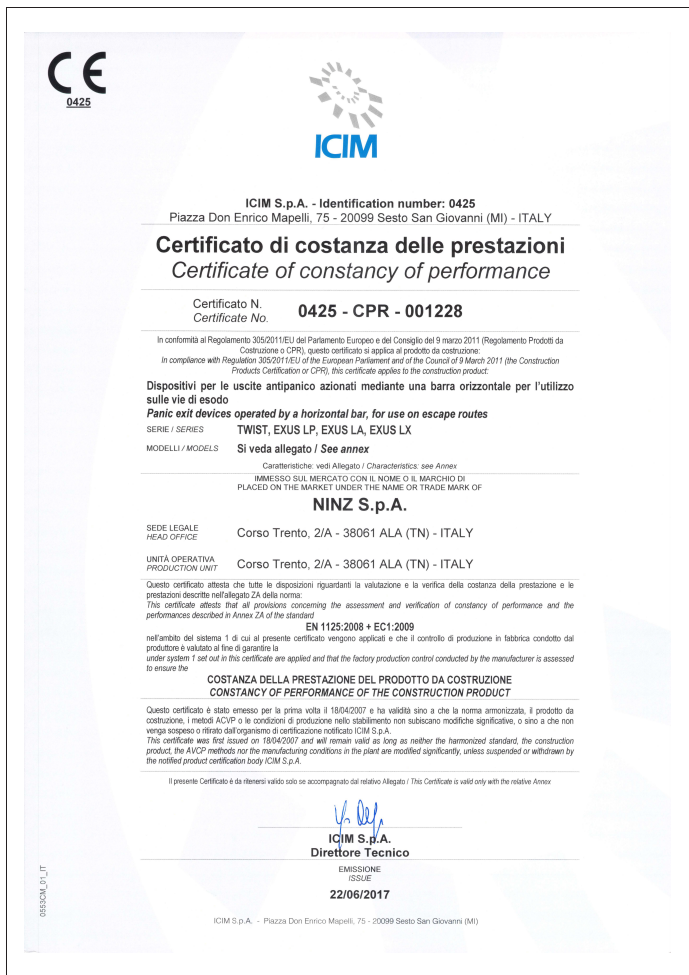 CE
0425
ICIM
ICIM S.p.A. - Identification number: 0425
Piazza Don Enrico Mapelli, 75 - 20099 Sesto San Giovanni (MI) - ITALY
Certificato di costanza delle prestazioni
Certificate of constancy of performance
Certificato N.
Certificate No.
0425 - CPR - 001228
In conformità al Regolamento 305/2011/EU del Parlamento Europeo e del Consiglio del 9 marzo 2011 (Regolamento Prodotti da
Costruzione o CPR), questo certificato si applica al prodotto da costruzione:
In compliance with Regulation 305/2011/EU of the European Parliament and of the Council of 9 March 2011 (the Construction
Products Certification or CPR), this certificate applies to the construction product:
Dispositivi per le uscite antipanico azionati mediante una barra orizzontale per l'utilizzo
sulle vie di esodo
Panic exit devices operated by a horizontal bar, for use on escape routes
SERIE / SERIES TWIST, EXUS LP, EXUS LA, EXUS LX
MODELLI / MODELS Si veda allegato / See annex
Caratteristiche: vedi Allegato / Characteristics: see Annex
IMMESSO SUL MERCATO CON IL NOME O IL MARCHIO DI
PLACED ON THE MARKET UNDER THE NAME OR TRADE MARK OF
NINZ S.p.A.
SEDE LEGALE
HEAD OFFICE
Corso Trento, 2/A - 38061 ALA (TN) - ITALY
UNITÀ OPERATIVA
PRODUCTION UNIT
Corso Trento, 2/A - 38061 ALA (TN) - ITALY
Questo certificato attesta che tutte le disposizioni riguardanti la valutazione e la verifica della costanza della prestazione e le
prestazioni descritte nell'allegato ZA della norma:
This certificate attests that all provisions concerning the assessment and verification of constancy of performance and the
performances described in Annex ZA of the standard
EN 1125:2008 + EC1:2009
nell'ambito del sistema 1 di cui al presente certificato vengono applicati e che il controllo di produzione in fabbrica condotto dal
produttore è valutato al fine di garantire la
under system 1 set out in this certificate are applied and that the factory production control conducted by the manufacturer is assessed
to ensure the
COSTANZA DELLA PRESTAZIONE DEL PRODOTTO DA COSTRUZIONE
CONSTANCY OF PERFORMANCE OF THE CONSTRUCTION PRODUCT
Questo certificato è stato emesso per la prima volta il 18/04/2007 e ha validità sino a che la norma armonizzata, il prodotto da
costruzione, i metodi ACVP o le condizioni di produzione nello stabilimento non subiscano modifiche significative, o sino a che non
venga sospeso o ritirato dall'organismo di certificazione notificato ICIM S.p.A.
This certificate was first issued on 18/04/2007 and will remain valid as long as neither the harmonized standard, the construction
product, the AVCP methods nor the manufacturing conditions in the plant are modified significantly, unless suspended or withdrawn by
the notified product certification body ICIM S.p.A.
Il presente Certificato è da ritenersi valido solo se accompagnato dal relativo Allegato / This Certificate is valid only with the relative Annex
ICIM S.p.A.
Direttore Tecnico
EMISSIONE
ISSUE
22/06/2017
0553CM_01_IT
ICIM S.p.A. - Piazza Don Enrico Mapelli, 75 - 20099 Sesto San Giovanni (MI)